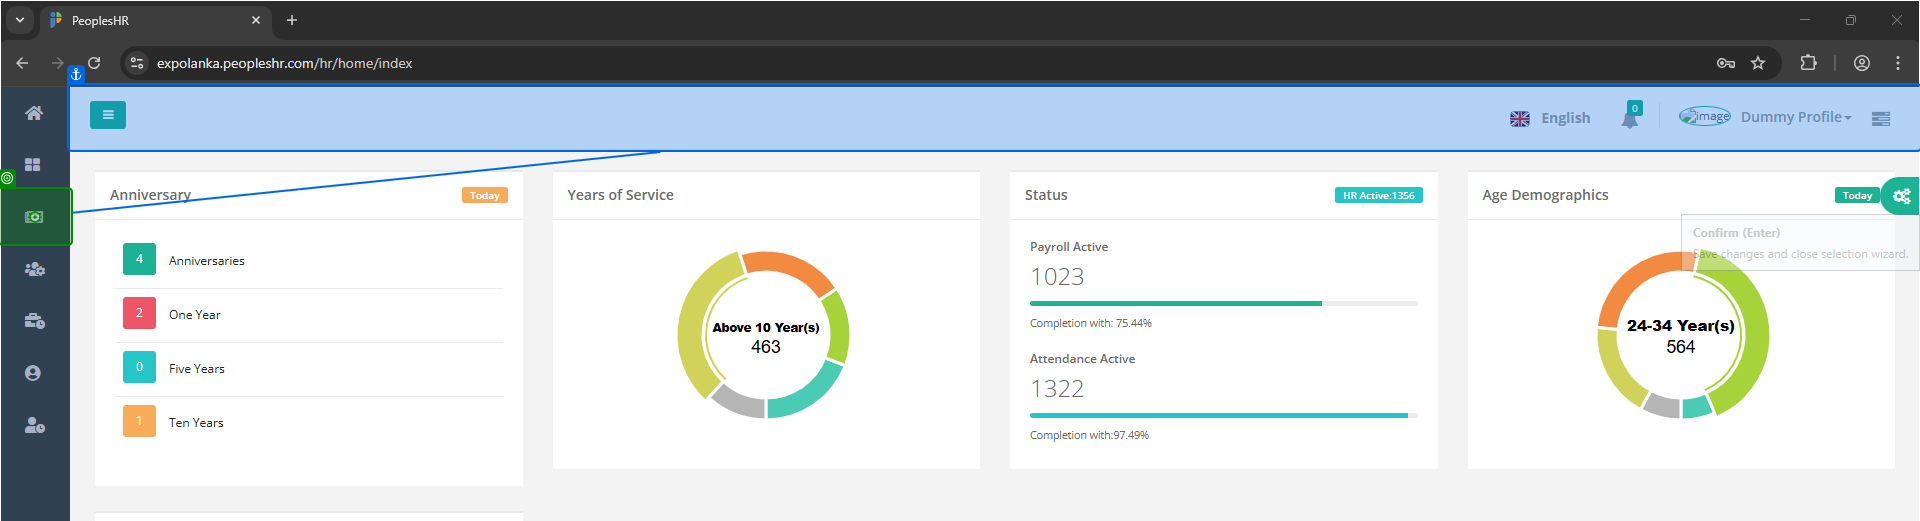 PeoplesHR
expolanka.peopleshr.com/hr/home/index
English
0
image
Dummy Profile
Anniversary
Today
4
Anniversaries
2
One Year
0
Five Years
1
Ten Years
Years of Service
Above 10 Year(s)
463
Status
HR Active:1356
Payroll Active
1023
Completion with: 75.44%
Attendance Active
1322
Completion with:97.49%
Age Demographics
Today
Confirm (Enter)
Save changes and close selection wizard.
24-34 Year(s)
564